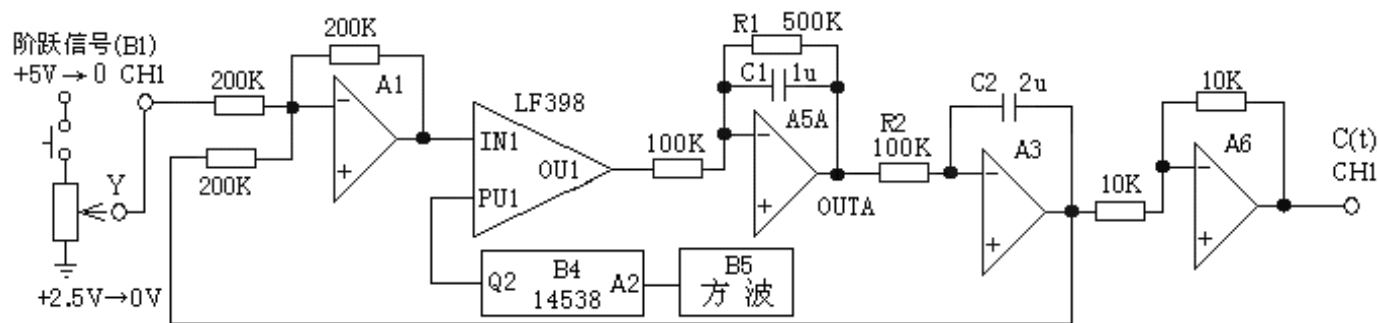 阶跃信号(B1)
+5V→0 CH1
200K
200K
Y
+2.5V→0V
200K
A1
−
+
LF398
IN1
OU1
PU1
Q2
B4
14538
A2
B5
方 波
100K
R1 500K
C1 1u
A5A
−
+
OUTA
R2
100K
C2 2u
A3
−
+
10K
10K
A6
−
+
C(t)
CH1